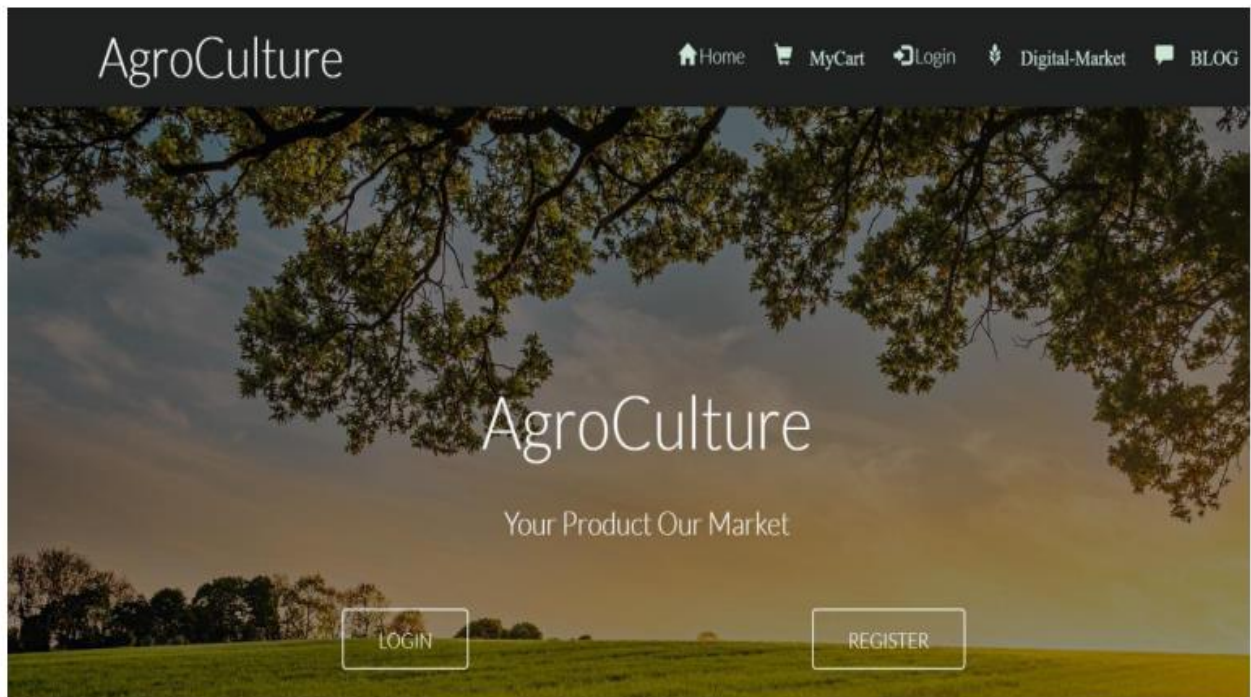 AgroCulture
Home MyCart Login Digital-Market BLOG
AgroCulture
Your Product Our Market
LOGIN REGISTER